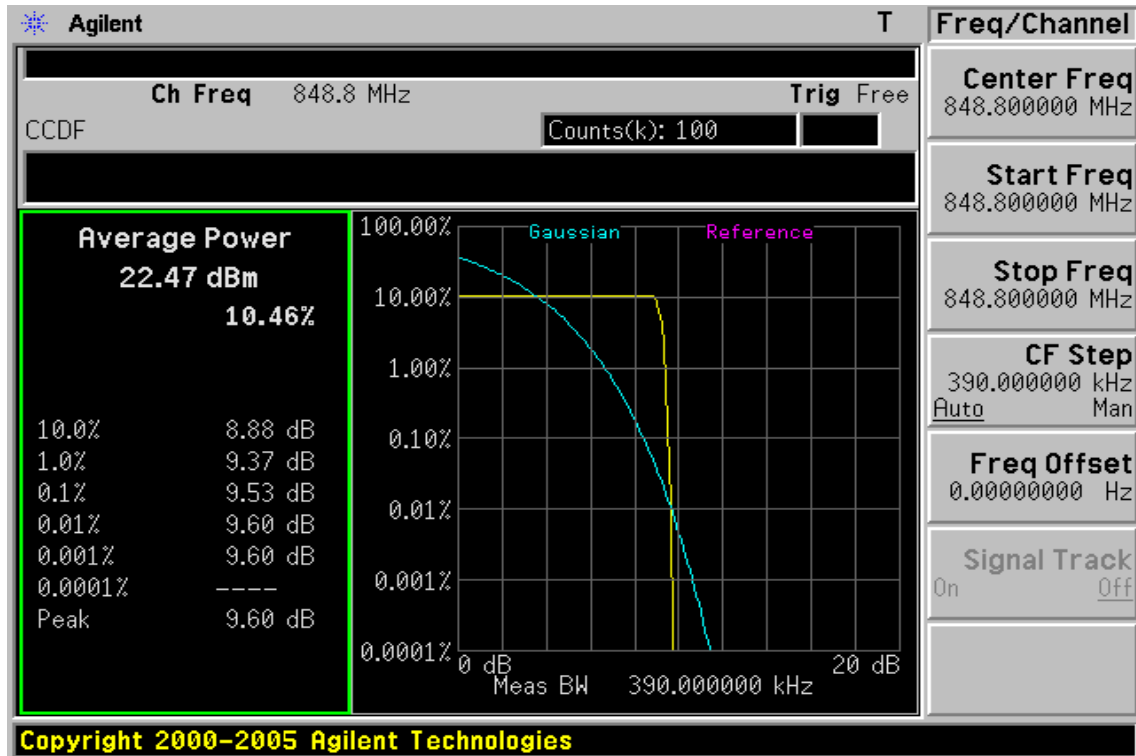 Agilent T
Ch Freq 848.8 MHz Trig Free
CCDF Counts(k): 100
Average Power
22.47 dBm
10.46%
10.0% 8.88 dB
1.0% 9.37 dB
0.1% 9.53 dB
0.01% 9.60 dB
0.001% 9.60 dB
0.0001% ----
Peak 9.60 dB
Gaussian Reference
100.00%
10.00%
1.00%
0.10%
0.01%
0.001%
0.0001%
0 dB 20 dB
Meas BW 390.000000 kHz
Freq/Channel
Center Freq
848.800000 MHz
Start Freq
848.800000 MHz
Stop Freq
848.800000 MHz
CF Step
390.000000 kHz
Auto Man
Freq Offset
0.00000000 Hz
Signal Track
On Off
Copyright 2000-2005 Agilent Technologies